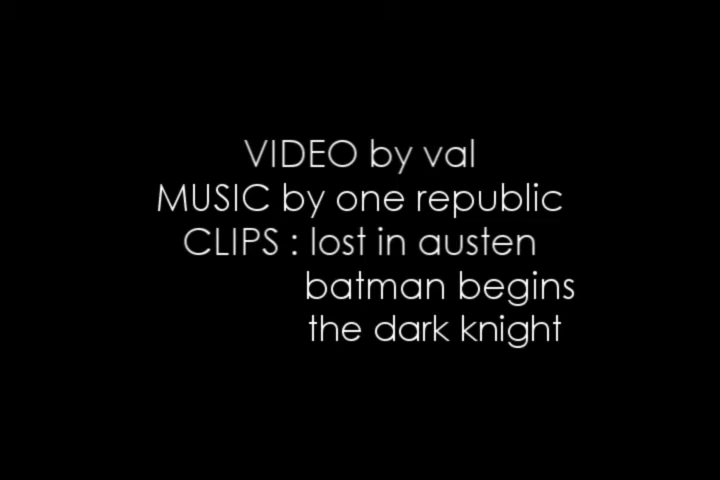 VIDEO by val
MUSIC by one republic
CLIPS : lost in austen
batman begins
the dark knight